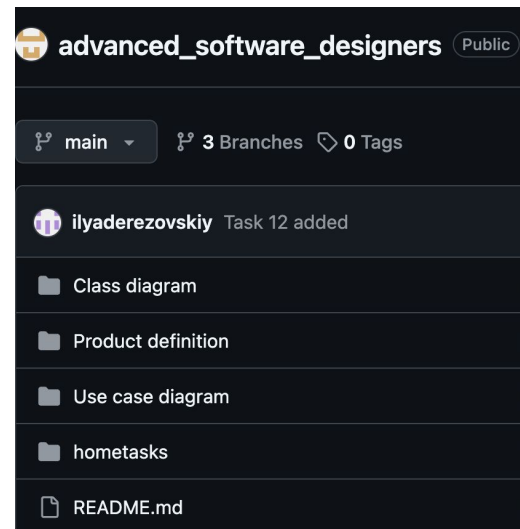 advanced_software_designers Public
main 3 Branches 0 Tags
ilyaderezovskiy Task 12 added
Class diagram
Product definition
Use case diagram
hometasks
README.md